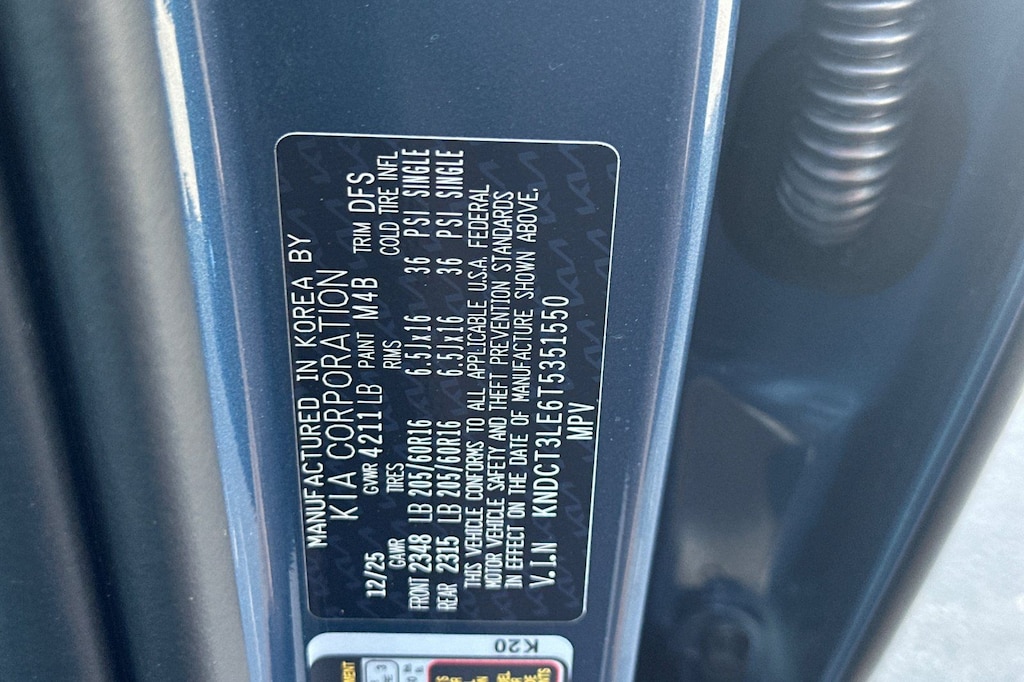 MANUFACTURED IN KOREA BY
KIA CORPORATION
12/25 GVWR 4211 LB PAINT M4B TRIM DFS
GAWR TIRES RIMS COLD TIRE INFL
FRONT 2348 LB 205/60R16 6.5Jx16 36 PSI SINGLE
REAR 2315 LB 205/60R16 6.5Jx16 36 PSI SINGLE
THIS VEHICLE CONFORMS TO ALL APPLICABLE U.S.A. FEDERAL
MOTOR VEHICLE SAFETY AND THEFT PREVENTION STANDARDS
IN EFFECT ON THE DATE OF MANUFACTURE SHOWN ABOVE.
V.I.N KNDCT3LE6T5351550
MPV
K20